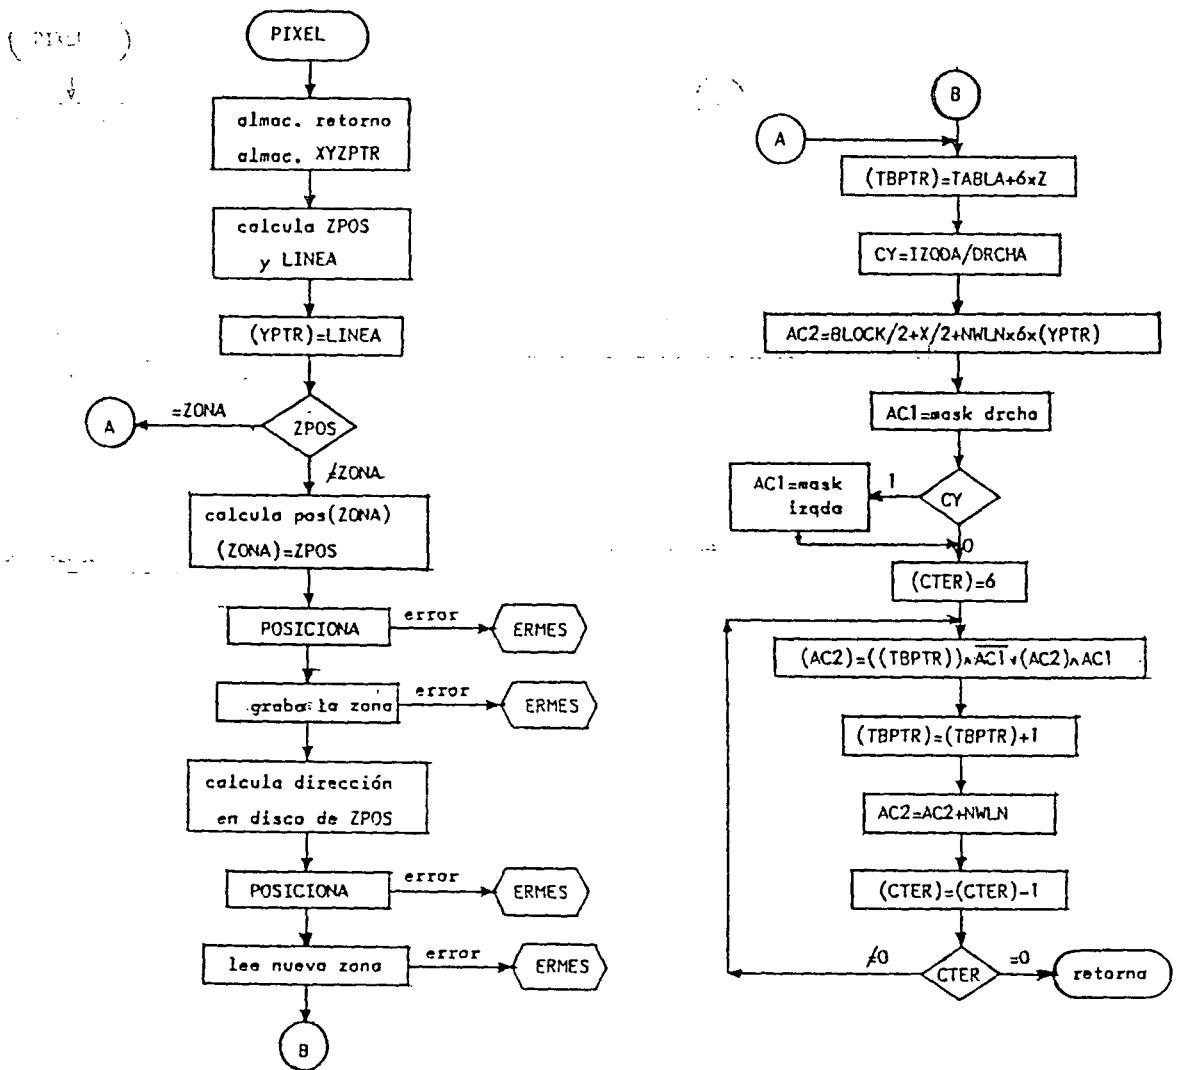 PIXEL
almac. retorno
almac. XYZPTR
calcula ZPOS
y LINEA
(YPTR)=LINEA
=ZONA
A
ZPOS
≠ZONA
calcula pos(ZONA)
(ZONA)=ZPOS
POSICIONA
error
ERMES
graba la zona
error
ERMES
calcula dirección
en disco de ZPOS
POSICIONA
error
ERMES
lee nueva zona
error
ERMES
B
B
A
(TBPTR)=TABLA+6×Z
CY=IZQDA/DRCHA
AC2=BLOCK/2+X/2+NWLN×6×(YPTR)
AC1=mask drcha
AC1=mask
izqda
1
CY
0
(CTER)=6
(AC2)=((TBPTR))∧A̅C̅1̅∨(AC2)∧AC1
(TBPTR)=(TBPTR)+1
AC2=AC2+NWLN
(CTER)=(CTER)-1
≠0
CTER
=0
retorna